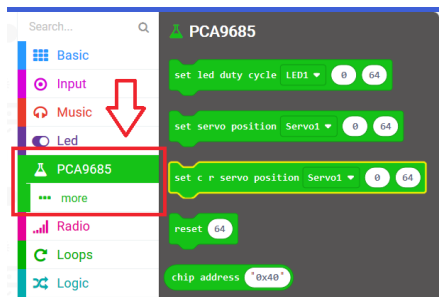 Search...
Basic
Input
Music
Led
PCA9685
more
Radio
Loops
Logic
PCA9685
set led duty cycle LED1 0 64
set servo position Servo1 0 64
set c r servo position Servo1 0 64
reset 64
chip address "0x40"